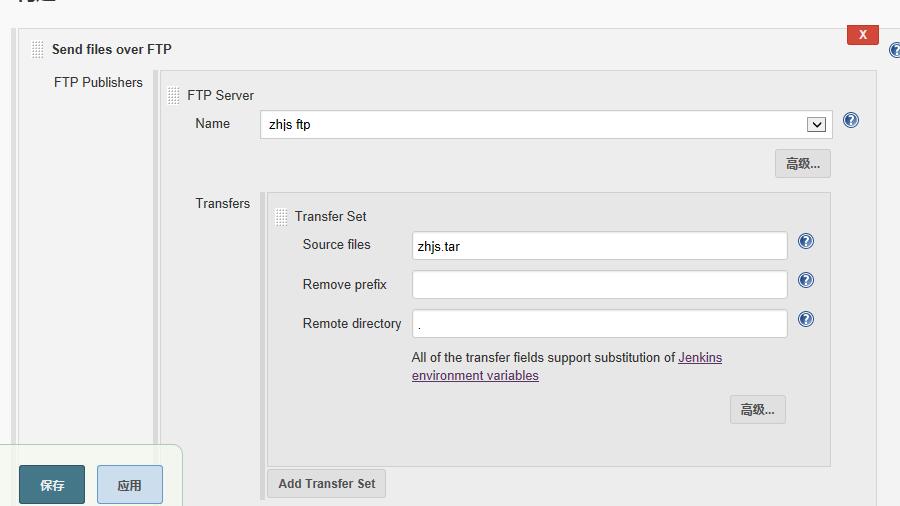 X
Send files over FTP
FTP Publishers
FTP Server
Name
zhjs ftp
高级...
Transfers
Transfer Set
Source files
zhjs.tar
Remove prefix
Remote directory
.
All of the transfer fields support substitution of Jenkins
environment variables
高级...
保存
应用
Add Transfer Set